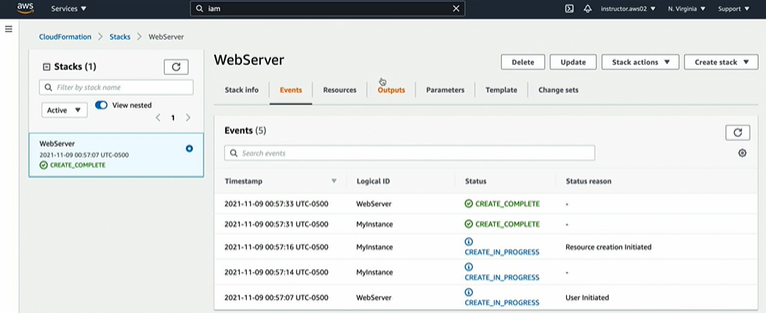 aws Services iam instructor.aws02 N. Virginia Support
CloudFormation > Stacks > WebServer
Stacks (1)
Filter by stack name
Active View nested
1
WebServer
2021-11-09 00:57:07 UTC-0500
CREATE_COMPLETE
WebServer
Delete Update Stack actions Create stack
Stack info Events Resources Outputs Parameters Template Change sets
Events (5)
Search events
Timestamp Logical ID Status Status reason
2021-11-09 00:57:33 UTC-0500 WebServer CREATE_COMPLETE -
2021-11-09 00:57:31 UTC-0500 MyInstance CREATE_COMPLETE -
2021-11-09 00:57:16 UTC-0500 MyInstance CREATE_IN_PROGRESS Resource creation Initiated
2021-11-09 00:57:14 UTC-0500 MyInstance CREATE_IN_PROGRESS -
2021-11-09 00:57:07 UTC-0500 WebServer CREATE_IN_PROGRESS User Initiated